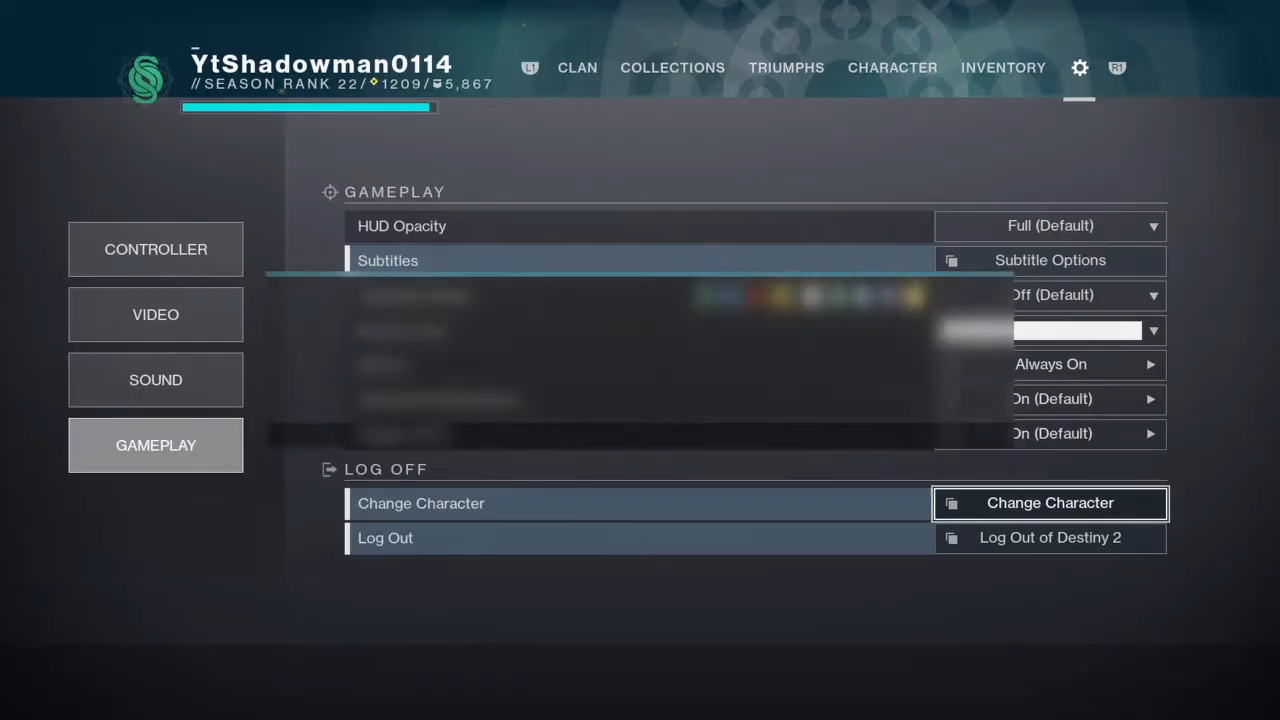 YtShadowman0114
//SEASON RANK 22/1209/5,867
L1 CLAN COLLECTIONS TRIUMPHS CHARACTER INVENTORY R1
GAMEPLAY
CONTROLLER
VIDEO
SOUND
GAMEPLAY
HUD Opacity Full (Default)
Subtitles Subtitle Options
Off (Default)
Always On
On (Default)
On (Default)
LOG OFF
Change Character Change Character
Log Out Log Out of Destiny 2